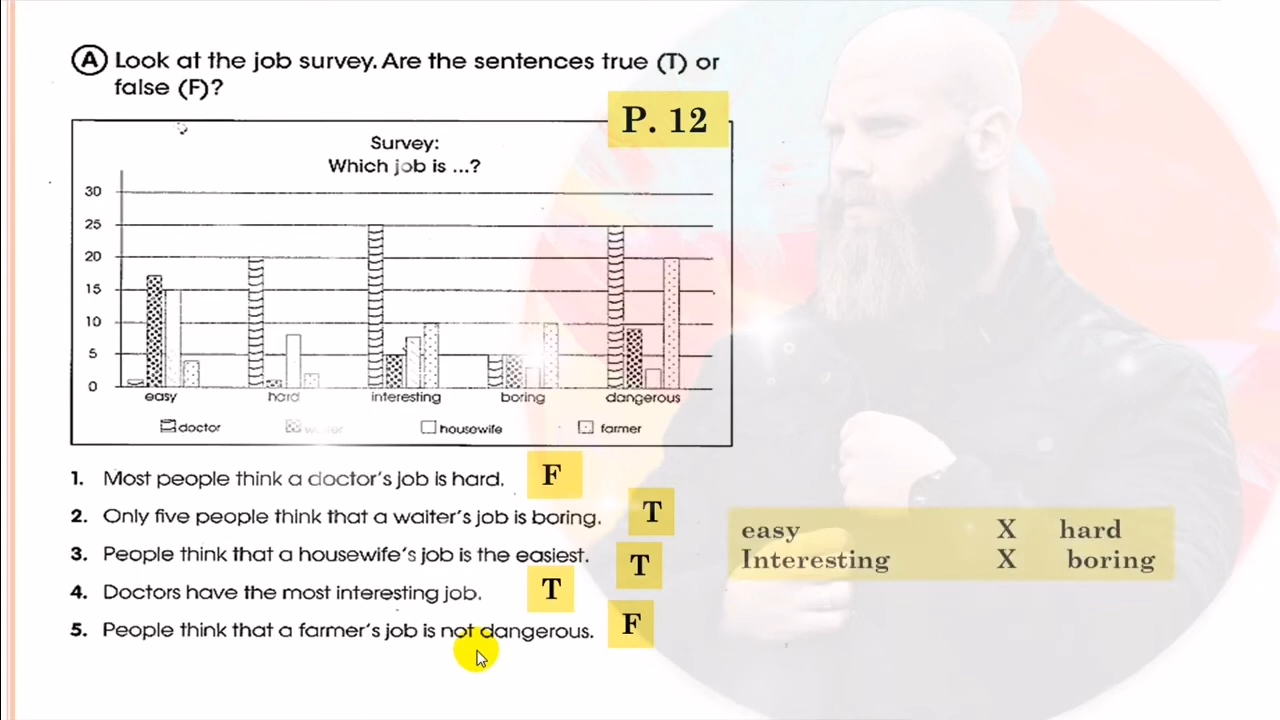 A Look at the job survey. Are the sentences true (T) or
false (F)?
P. 12
Survey:
Which job is ...?
30
25
20
15
10
5
0
easy hard interesting boring dangerous
doctor waiter housewife farmer
1. Most people think a doctor's job is hard. F
2. Only five people think that a waiter's job is boring. T
3. People think that a housewife's job is the easiest. T
4. Doctors have the most interesting job. T
5. People think that a farmer's job is not dangerous. F
easy X hard
Interesting X boring